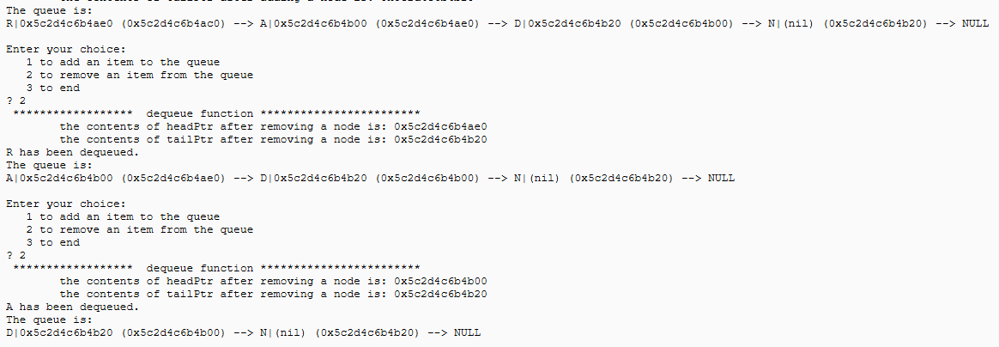 The queue is:
R|0x5c2d4c6b4ae0 (0x5c2d4c6b4ac0) --> A|0x5c2d4c6b4b00 (0x5c2d4c6b4ae0) --> D|0x5c2d4c6b4b20 (0x5c2d4c6b4b00) --> N|(nil) (0x5c2d4c6b4b20) --> NULL
Enter your choice:
   1 to add an item to the queue
   2 to remove an item from the queue
   3 to end
? 2
 ****************** dequeue function ************************
        the contents of headPtr after removing a node is: 0x5c2d4c6b4ae0
        the contents of tailPtr after removing a node is: 0x5c2d4c6b4b20
R has been dequeued.
The queue is:
A|0x5c2d4c6b4b00 (0x5c2d4c6b4ae0) --> D|0x5c2d4c6b4b20 (0x5c2d4c6b4b00) --> N|(nil) (0x5c2d4c6b4b20) --> NULL
Enter your choice:
   1 to add an item to the queue
   2 to remove an item from the queue
   3 to end
? 2
 ****************** dequeue function ************************
        the contents of headPtr after removing a node is: 0x5c2d4c6b4b00
        the contents of tailPtr after removing a node is: 0x5c2d4c6b4b20
A has been dequeued.
The queue is:
D|0x5c2d4c6b4b20 (0x5c2d4c6b4b00) --> N|(nil) (0x5c2d4c6b4b20) --> NULL